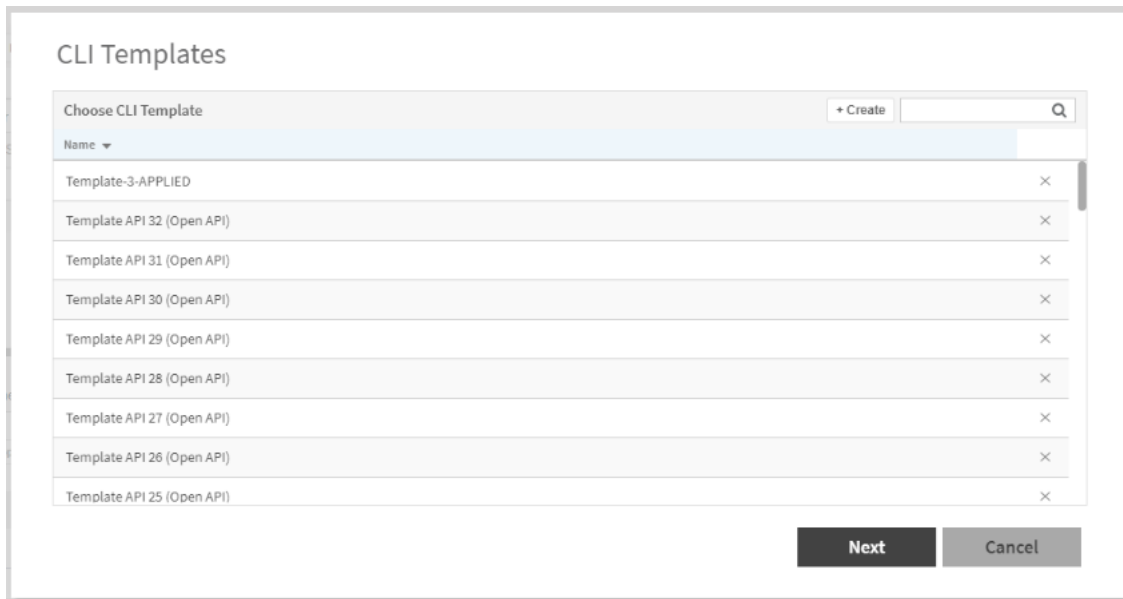 CLI Templates
Choose CLI Template
+ Create
Name
Template-3-APPLIED
Template API 32 (Open API)
Template API 31 (Open API)
Template API 30 (Open API)
Template API 29 (Open API)
Template API 28 (Open API)
Template API 27 (Open API)
Template API 26 (Open API)
Template API 25 (Open API)
Next
Cancel